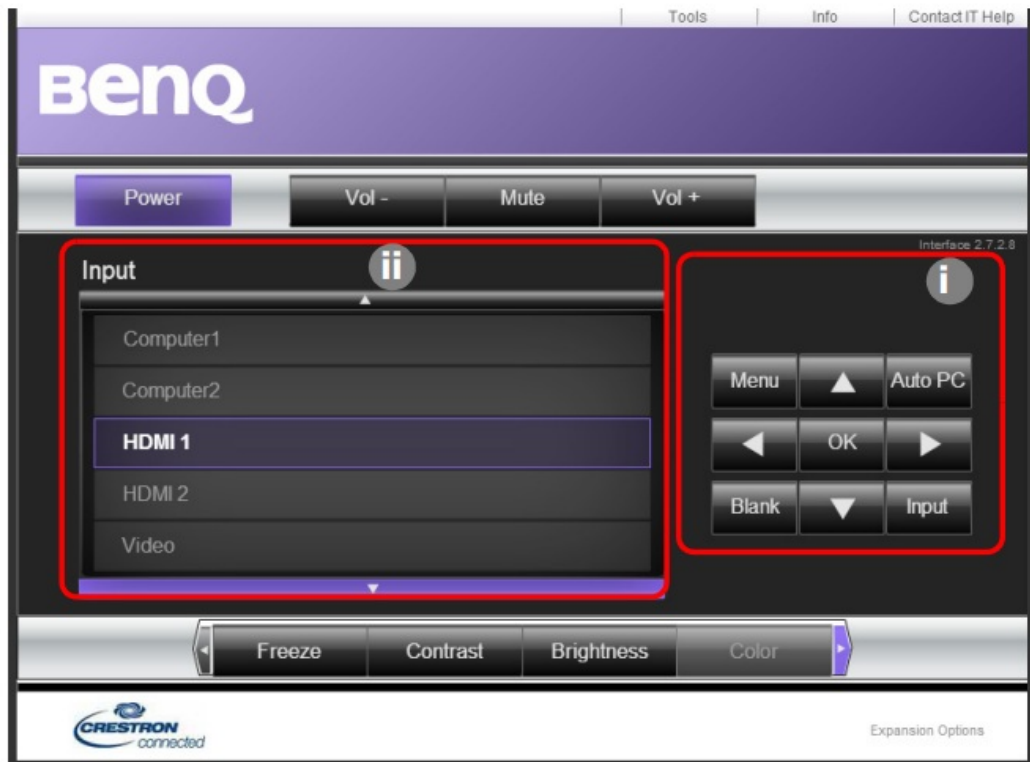 Tools Info Contact IT Help
BenQ
Power Vol - Mute Vol +
Interface 2.7.2.8
Input ii i
Computer1
Computer2
HDMI 1
HDMI 2
Video
Menu Auto PC
OK
Blank Input
Freeze Contrast Brightness Color
CRESTRON
connected
Expansion Options